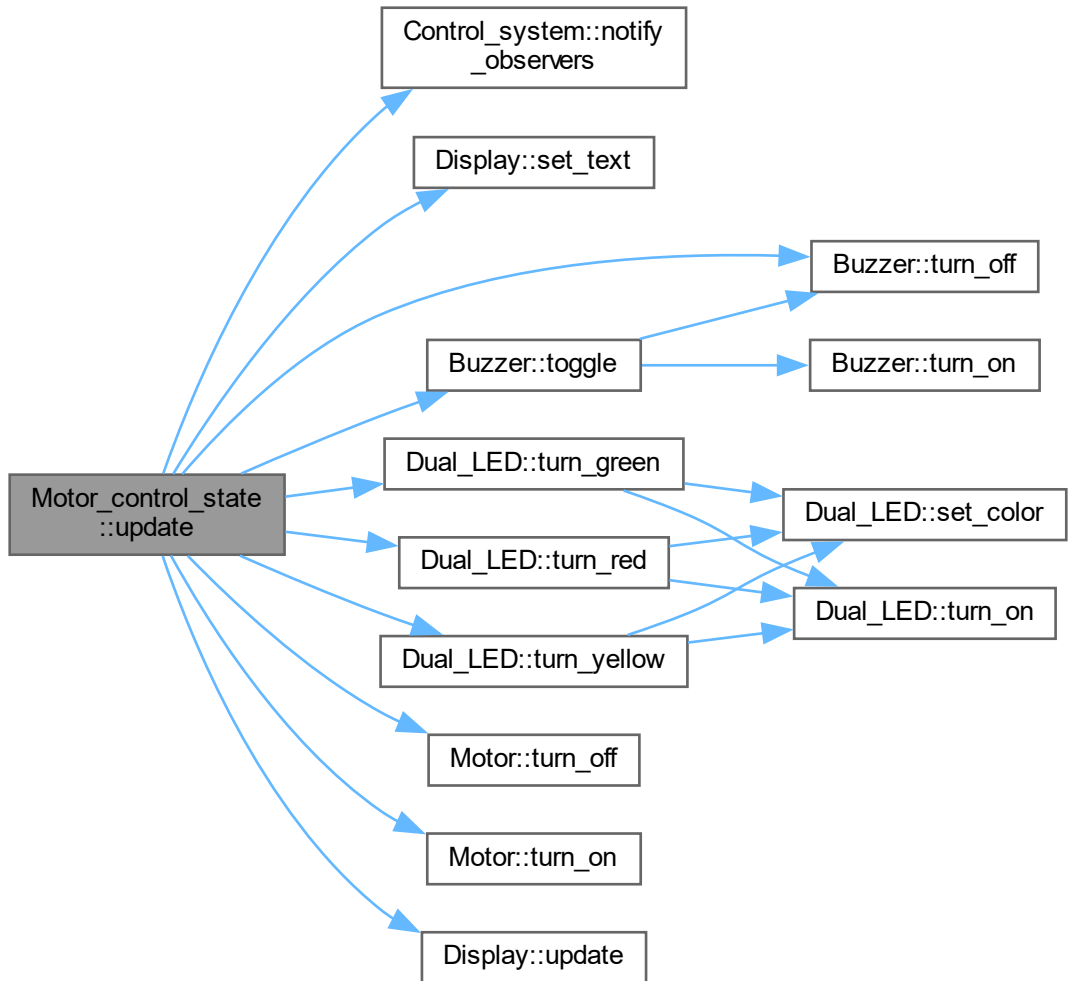 Control_system::notify
_observers
Display::set_text
Buzzer::turn_off
Buzzer::toggle
Buzzer::turn_on
Dual_LED::turn_green
Motor_control_state
::update
Dual_LED::set_color
Dual_LED::turn_red
Dual_LED::turn_on
Dual_LED::turn_yellow
Motor::turn_off
Motor::turn_on
Display::update